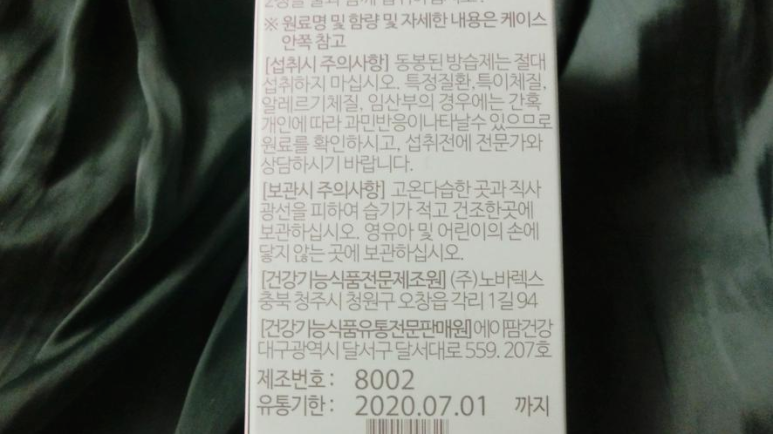 2정을 물과 함께 섭취하십시오.
※ 원료명 및 함량 및 자세한 내용은 케이스
안쪽 참고
[섭취시 주의사항] 동봉된 방습제는 절대
섭취하지 마십시오. 특정질환,특이체질,
알레르기체질, 임산부의 경우에는 간혹
개인에 따라 과민반응이나타날수 있으므로
원료를 확인하시고, 섭취전에 전문가와
상담하시기 바랍니다.
[보관시 주의사항] 고온다습한 곳과 직사
광선을 피하여 습기가 적고 건조한곳에
보관하십시오. 영유아 및 어린이의 손에
닿지 않는 곳에 보관하십시오.
[건강기능식품전문제조원] (주)노바렉스
충북 청주시 청원구 오창읍 각리 1길 94
[건강기능식품유통전문판매원]에이팜건강
대구광역시 달서구 달서대로 559. 207호
제조번호 : 8002
유통기한 : 2020.07.01 까지